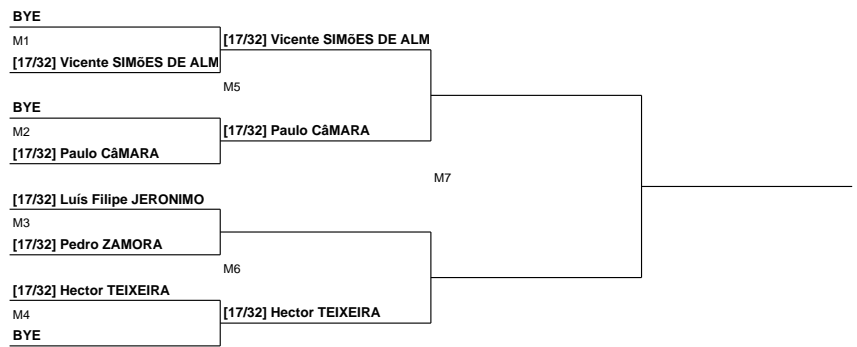 BYE
M1
[17/32] Vicente SIMõES DE ALM
[17/32] Vicente SIMõES DE ALM
M5
BYE
M2
[17/32] Paulo CâMARA
[17/32] Paulo CâMARA
M7
[17/32] Luís Filipe JERONIMO
M3
[17/32] Pedro ZAMORA
M6
[17/32] Hector TEIXEIRA
M4
[17/32] Hector TEIXEIRA
BYE